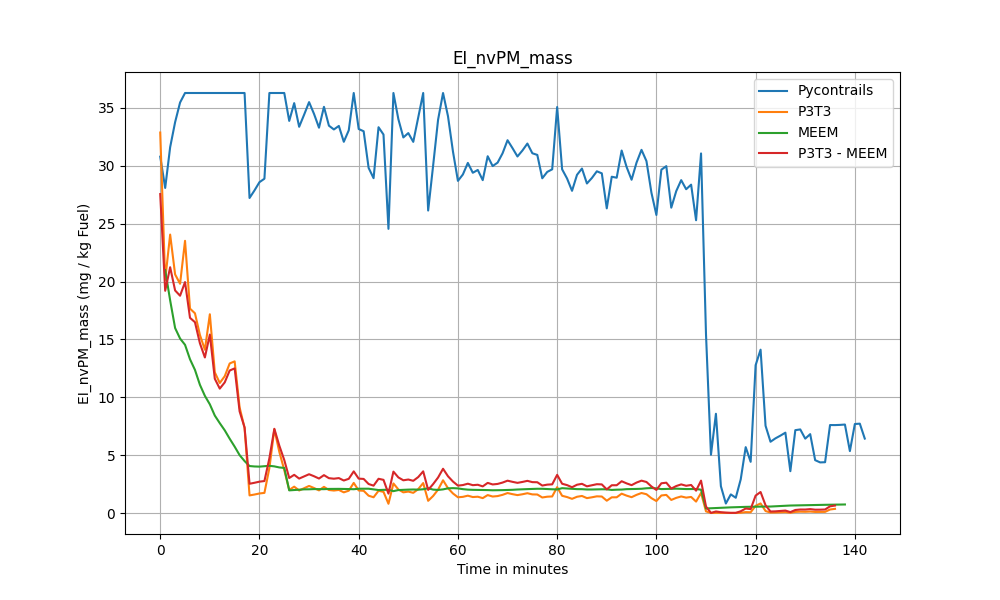 EI_nvPM_mass
Pycontrails
P3T3
MEEM
P3T3 - MEEM
EI_nvPM_mass (mg / kg Fuel)
35
30
25
20
15
10
5
0
0 20 40 60 80 100 120 140
Time in minutes